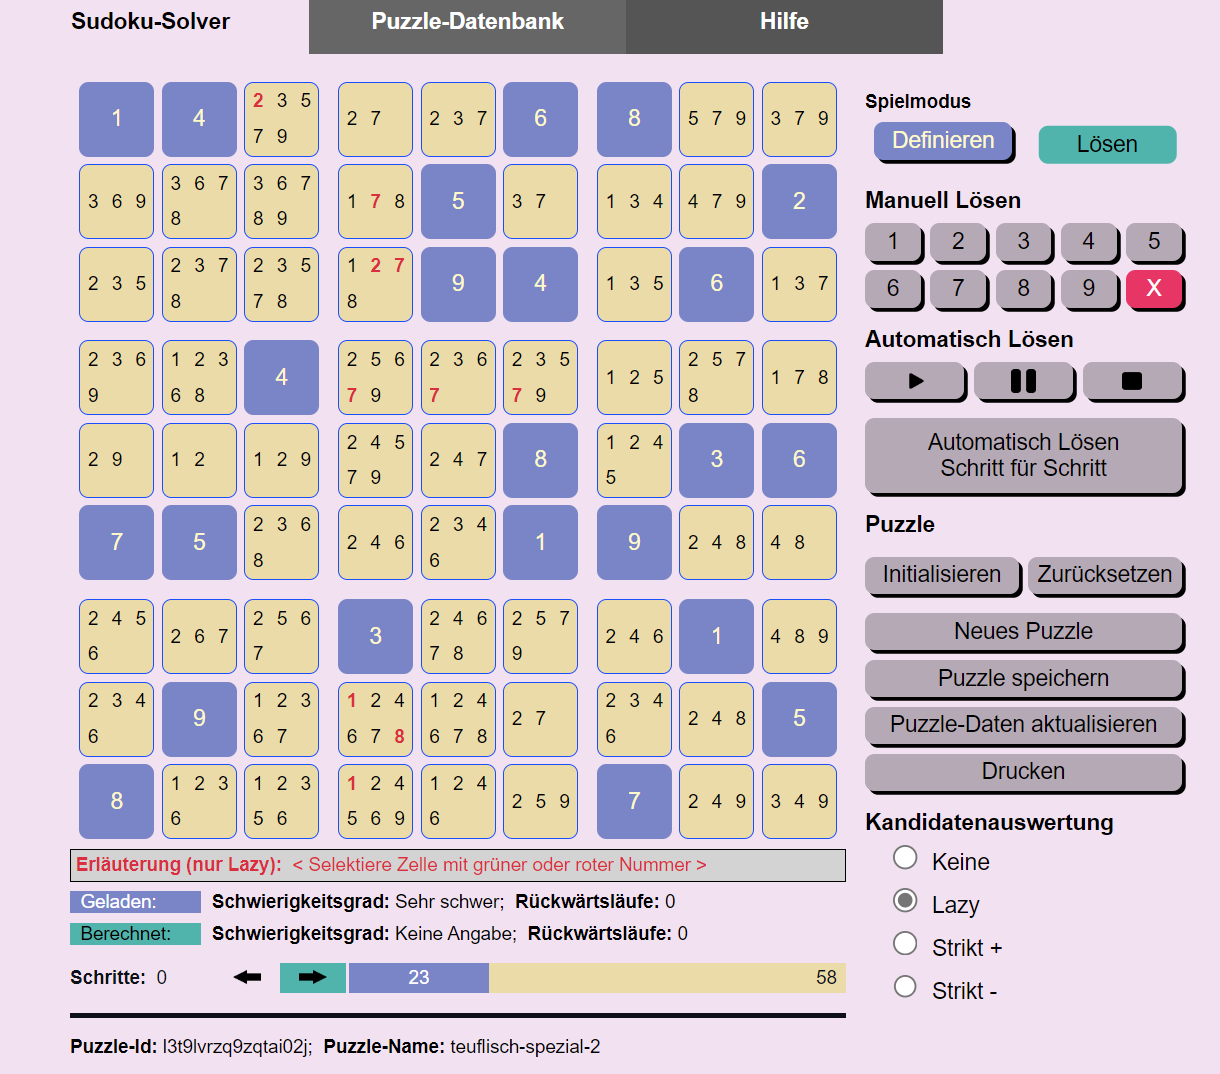 Sudoku-Solver Puzzle-Datenbank Hilfe
1 4 2 3 5 2 7 2 3 7 6 8 5 7 9 3 7 9
7 9
3 6 9 3 6 7 3 6 7 1 7 8 5 3 7 1 3 4 4 7 9 2
8 8 9
2 3 5 2 3 7 2 3 5 1 2 7 9 4 1 3 5 6 1 3 7
8 7 8 8
2 3 6 1 2 3 4 2 5 6 2 3 6 2 3 5 1 2 5 2 5 7 1 7 8
9 6 8 7 9 7 7 9 8
2 9 1 2 1 2 9 2 4 5 2 4 7 8 1 2 4 3 6
7 9 5
7 5 2 3 6 2 4 6 2 3 4 1 9 2 4 8 4 8
8 6
2 4 5 2 6 7 2 5 6 3 2 4 6 2 5 7 2 4 6 1 4 8 9
6 7 7 8 9
2 3 4 9 1 2 3 1 2 4 1 2 4 2 7 2 3 4 2 4 8 5
6 6 7 6 7 8 6 7 8 6
8 1 2 3 1 2 3 1 2 4 1 2 4 2 5 9 7 2 4 9 3 4 9
6 5 6 5 6 9 6
Erläuterung (nur Lazy): < Selektiere Zelle mit grüner oder roter Nummer >
Geladen: Schwierigkeitsgrad: Sehr schwer; Rückwärtsläufe: 0
Berechnet: Schwierigkeitsgrad: Keine Angabe; Rückwärtsläufe: 0
Schritte: 0 23 58
Puzzle-Id: l3t9lvrzq9zqtai02j; Puzzle-Name: teuflisch-spezial-2
Spielmodus
Definieren Lösen
Manuell Lösen
1 2 3 4 5
6 7 8 9 X
Automatisch Lösen
Automatisch Lösen
Schritt für Schritt
Puzzle
Initialisieren Zurücksetzen
Neues Puzzle
Puzzle speichern
Puzzle-Daten aktualisieren
Drucken
Kandidatenauswertung
Keine
Lazy
Strikt +
Strikt -